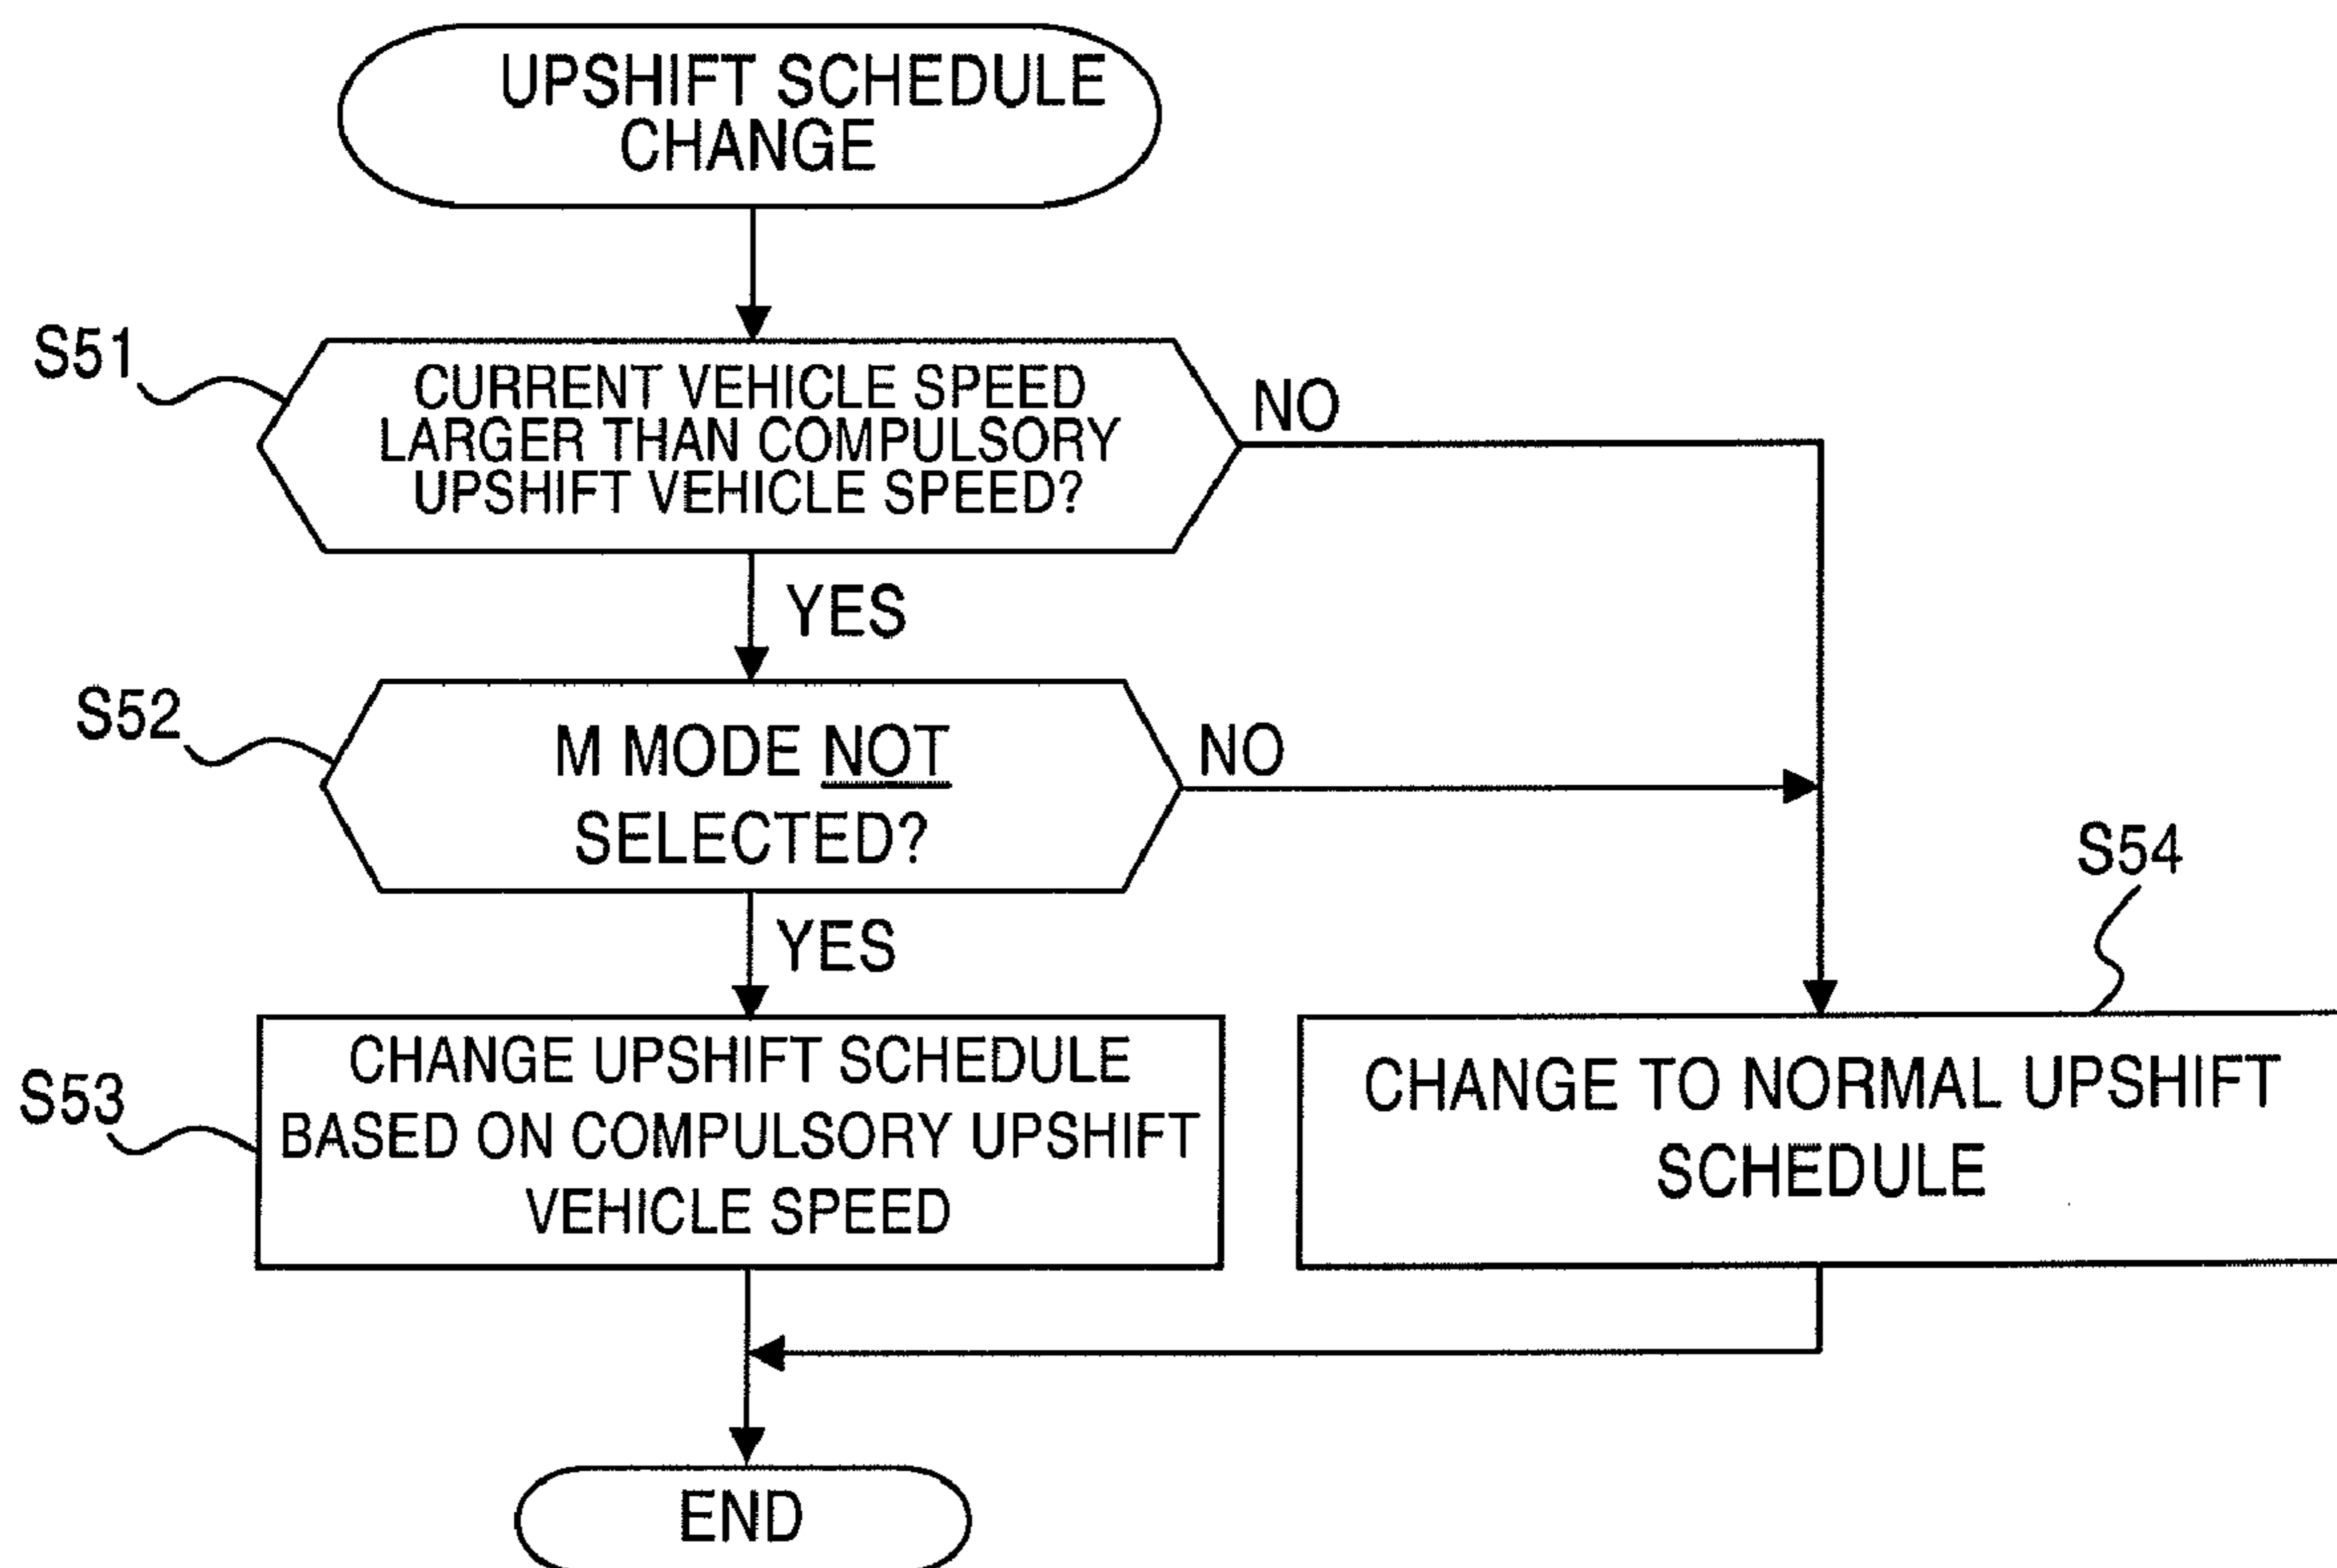 UPSHIFT SCHEDULE
CHANGE
S51
CURRENT VEHICLE SPEED
LARGER THAN COMPULSORY
UPSHIFT VEHICLE SPEED?
NO
YES
S52
M MODE NOT
SELECTED?
NO
YES
S53
CHANGE UPSHIFT SCHEDULE
BASED ON COMPULSORY UPSHIFT
VEHICLE SPEED
S54
CHANGE TO NORMAL UPSHIFT
SCHEDULE
END